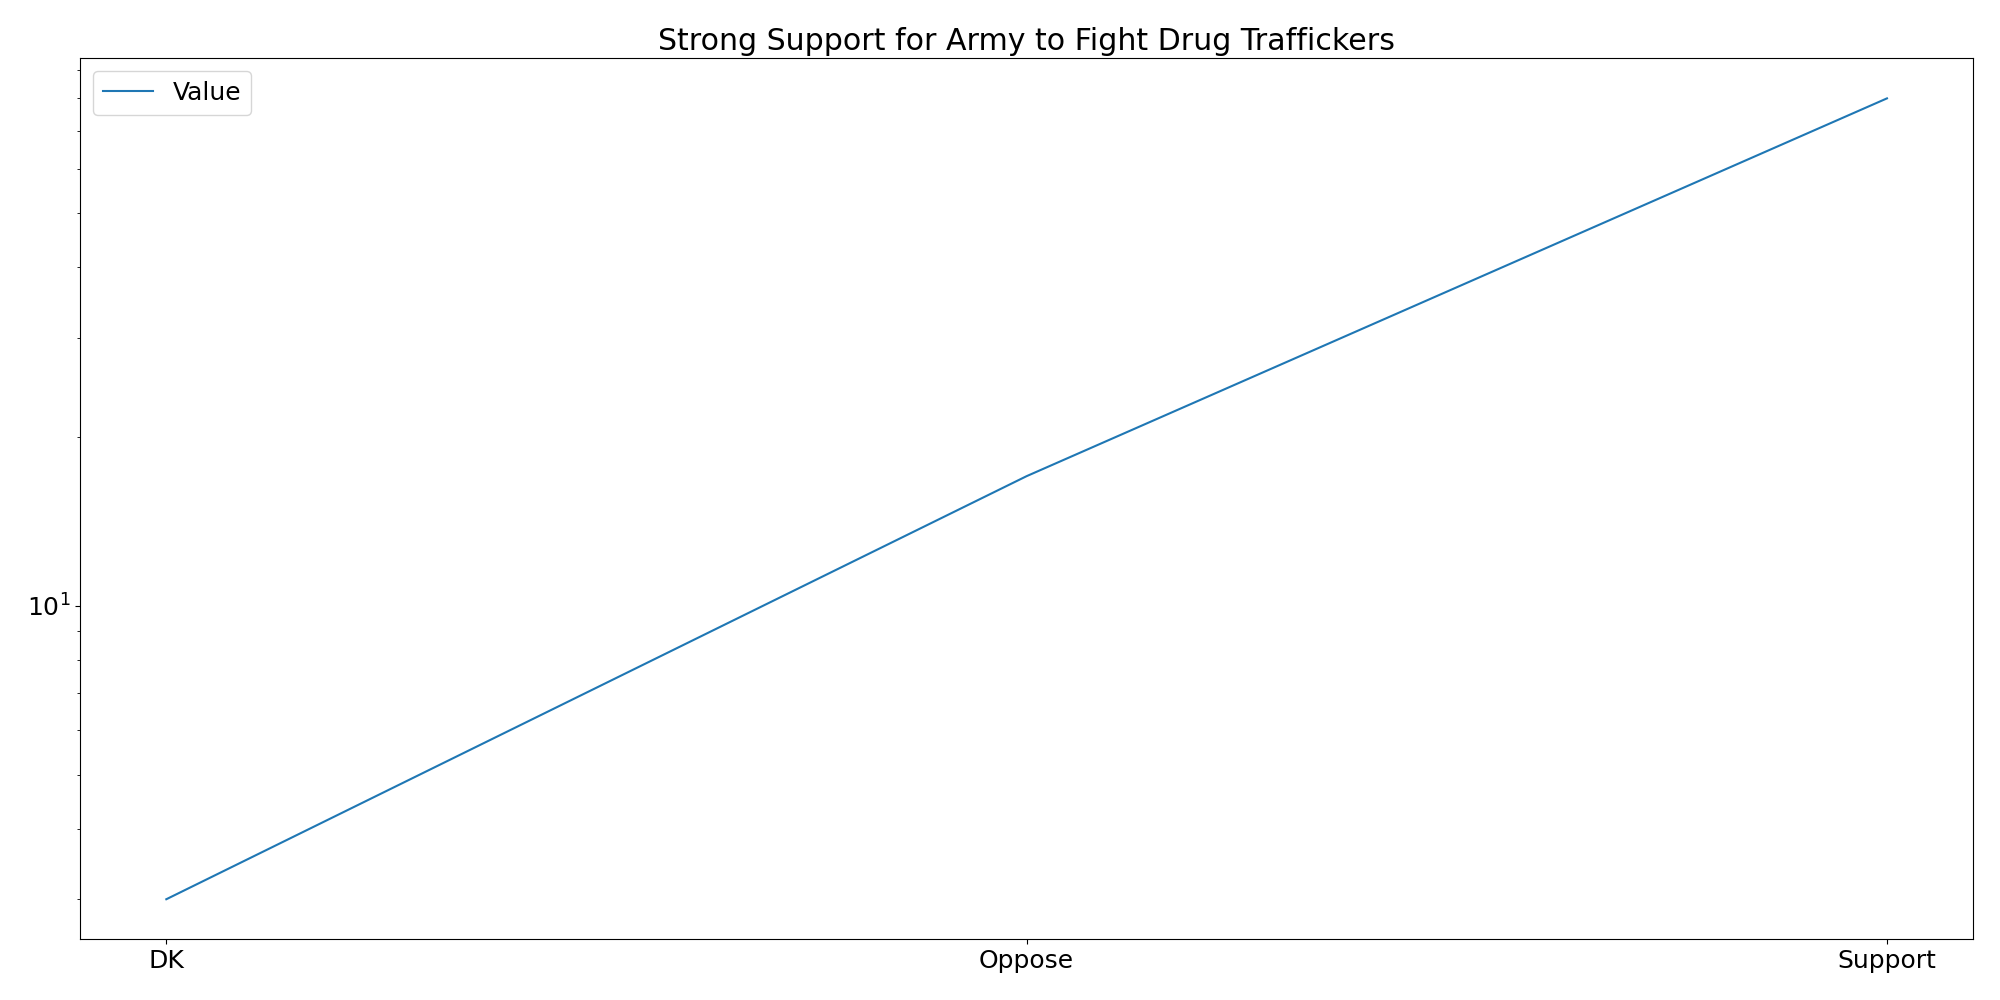 Strong Support for Army to Fight Drug Traffickers
Value
10¹
DK Oppose Support